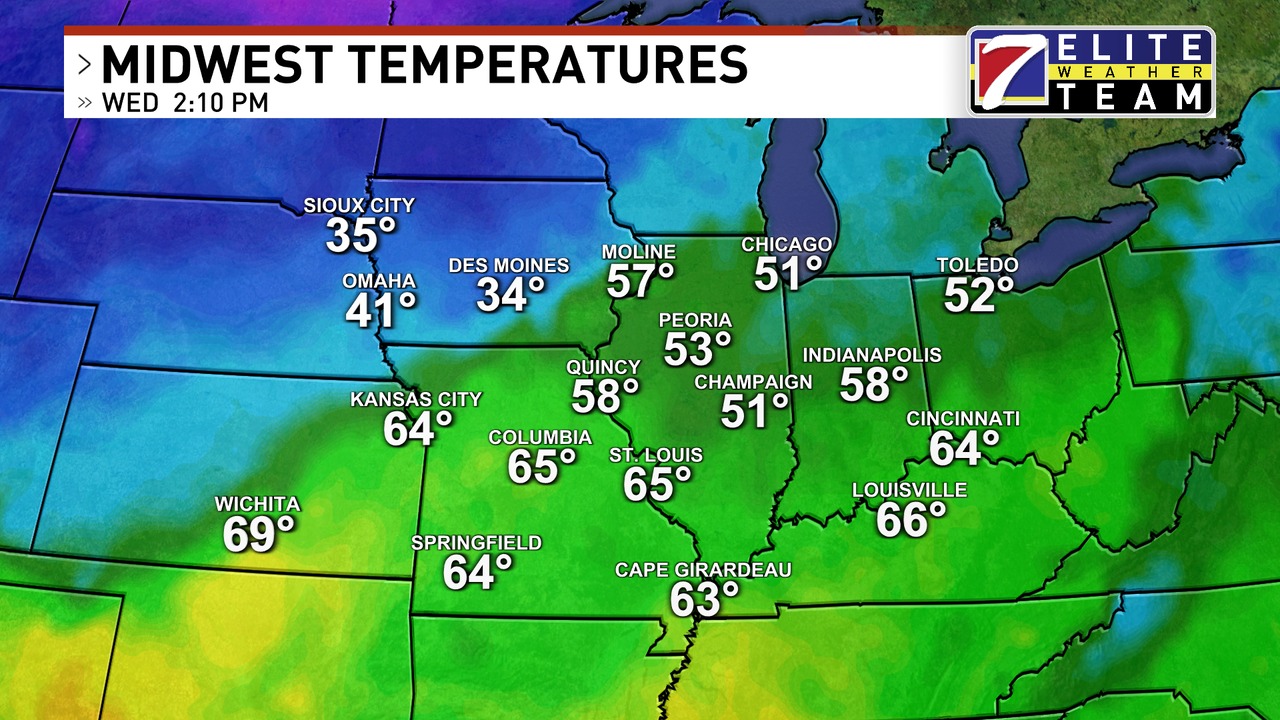 > MIDWEST TEMPERATURES
» WED 2:10 PM
7 ELITE
WEATHER
TEAM
SIOUX CITY
35°
OMAHA
41°
DES MOINES
34°
MOLINE
57°
CHICAGO
51°
TOLEDO
52°
PEORIA
53°
QUINCY
58°
CHAMPAIGN
51°
INDIANAPOLIS
58°
KANSAS CITY
64°
COLUMBIA
65°
ST. LOUIS
65°
CINCINNATI
64°
LOUISVILLE
66°
WICHITA
69°
SPRINGFIELD
64°
CAPE GIRARDEAU
63°